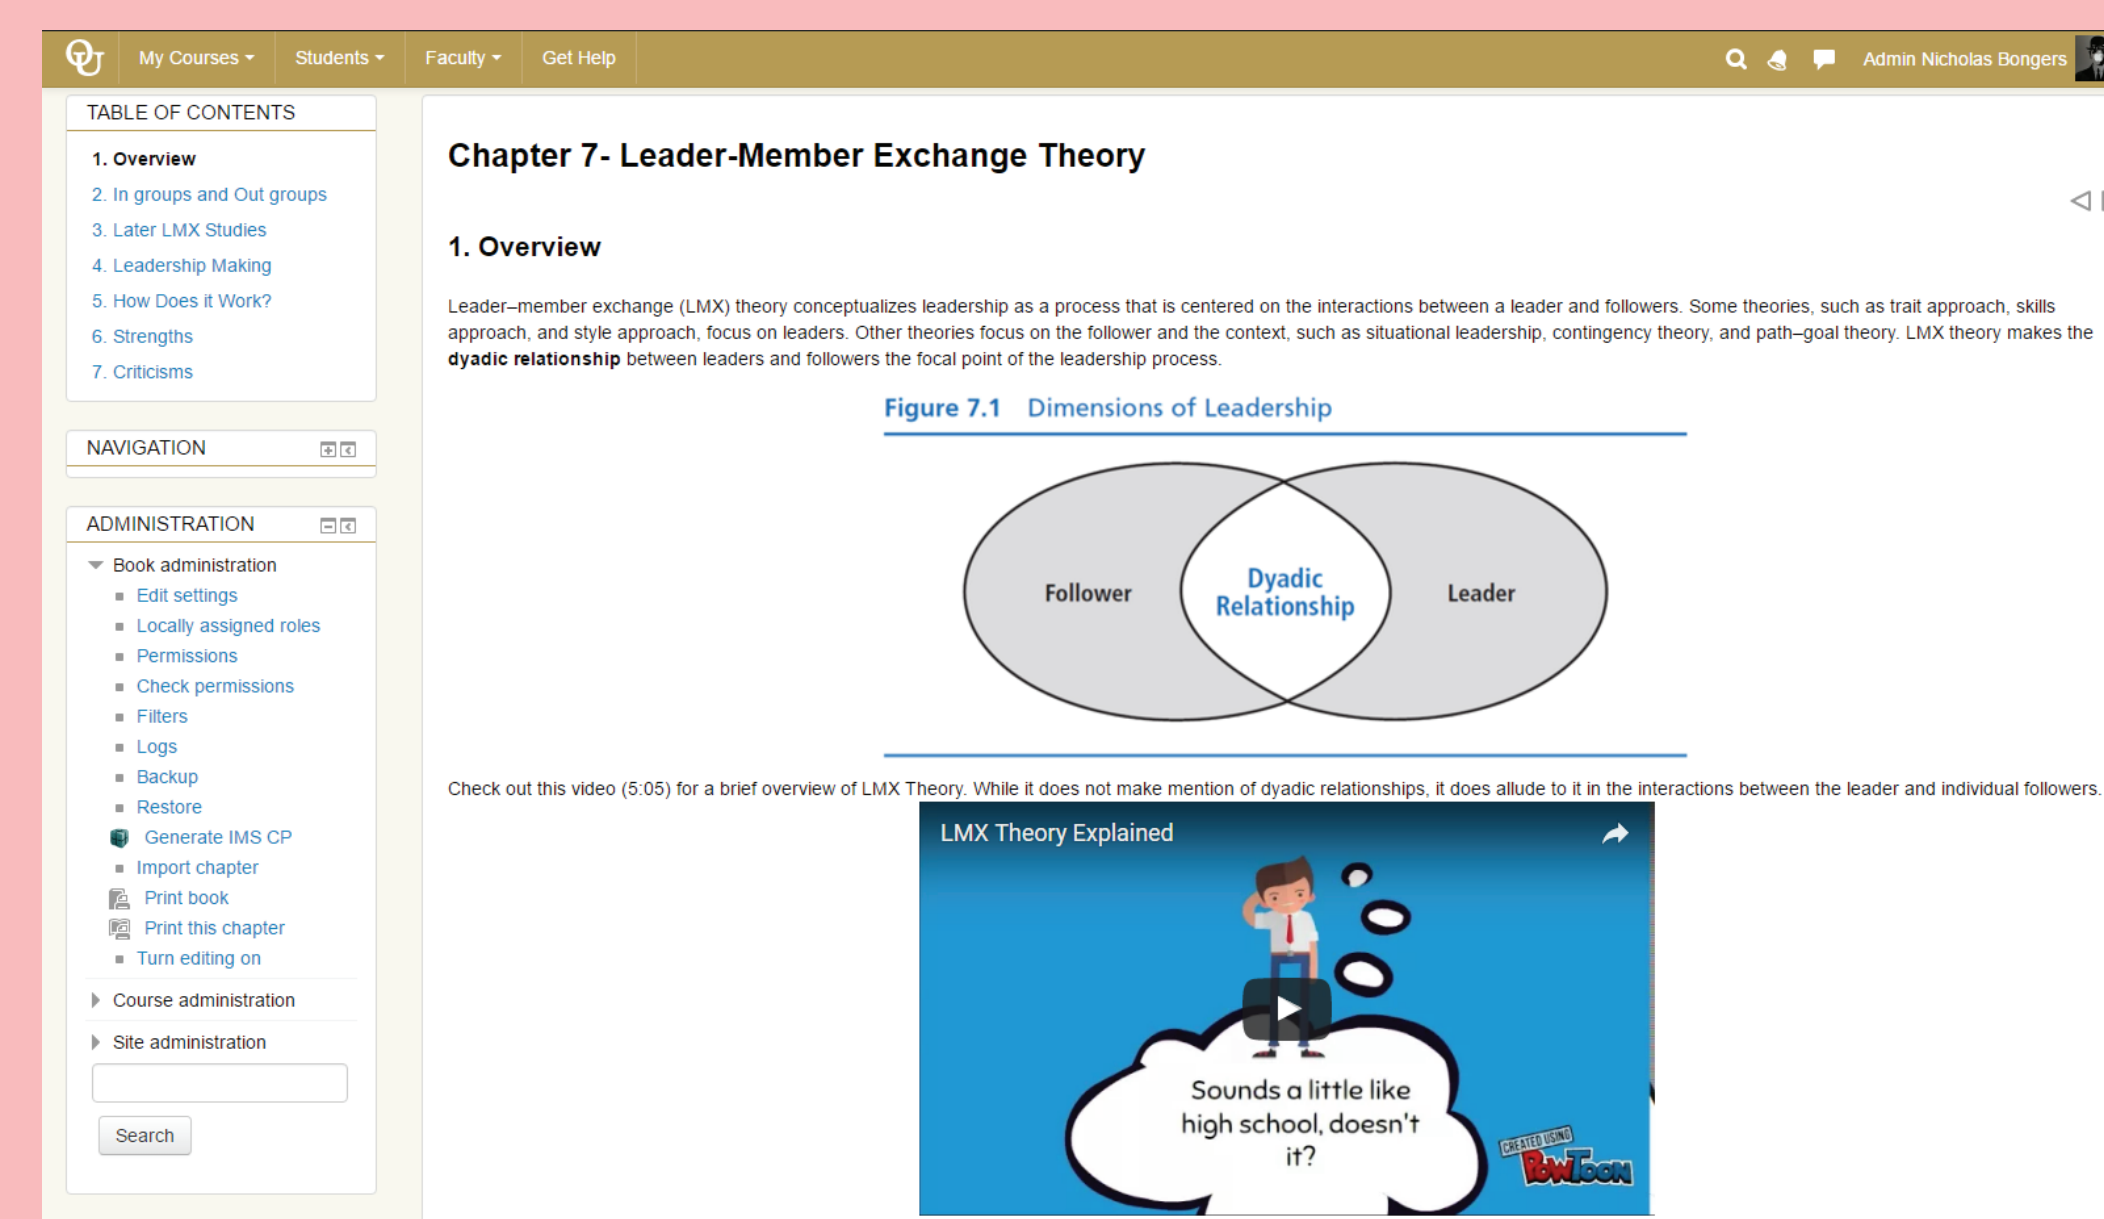 OU My Courses Students Faculty Get Help Admin Nicholas Bongers
TABLE OF CONTENTS
1. Overview
2. In groups and Out groups
3. Later LMX Studies
4. Leadership Making
5. How Does it Work?
6. Strengths
7. Criticisms
NAVIGATION
ADMINISTRATION
Book administration
Edit settings
Locally assigned roles
Permissions
Check permissions
Filters
Logs
Backup
Restore
Generate IMS CP
Import chapter
Print book
Print this chapter
Turn editing on
Course administration
Site administration
Search
Chapter 7- Leader-Member Exchange Theory
1. Overview
Leader–member exchange (LMX) theory conceptualizes leadership as a process that is centered on the interactions between a leader and followers. Some theories, such as trait approach, skills
approach, and style approach, focus on leaders. Other theories focus on the follower and the context, such as situational leadership, contingency theory, and path–goal theory. LMX theory makes the
dyadic relationship between leaders and followers the focal point of the leadership process.
Figure 7.1 Dimensions of Leadership
Follower
Dyadic
Relationship
Leader
Check out this video (5:05) for a brief overview of LMX Theory. While it does not make mention of dyadic relationships, it does allude to it in the interactions between the leader and individual followers.
LMX Theory Explained
Sounds a little like
high school, doesn't
it?
CREATED USING
POWTOON